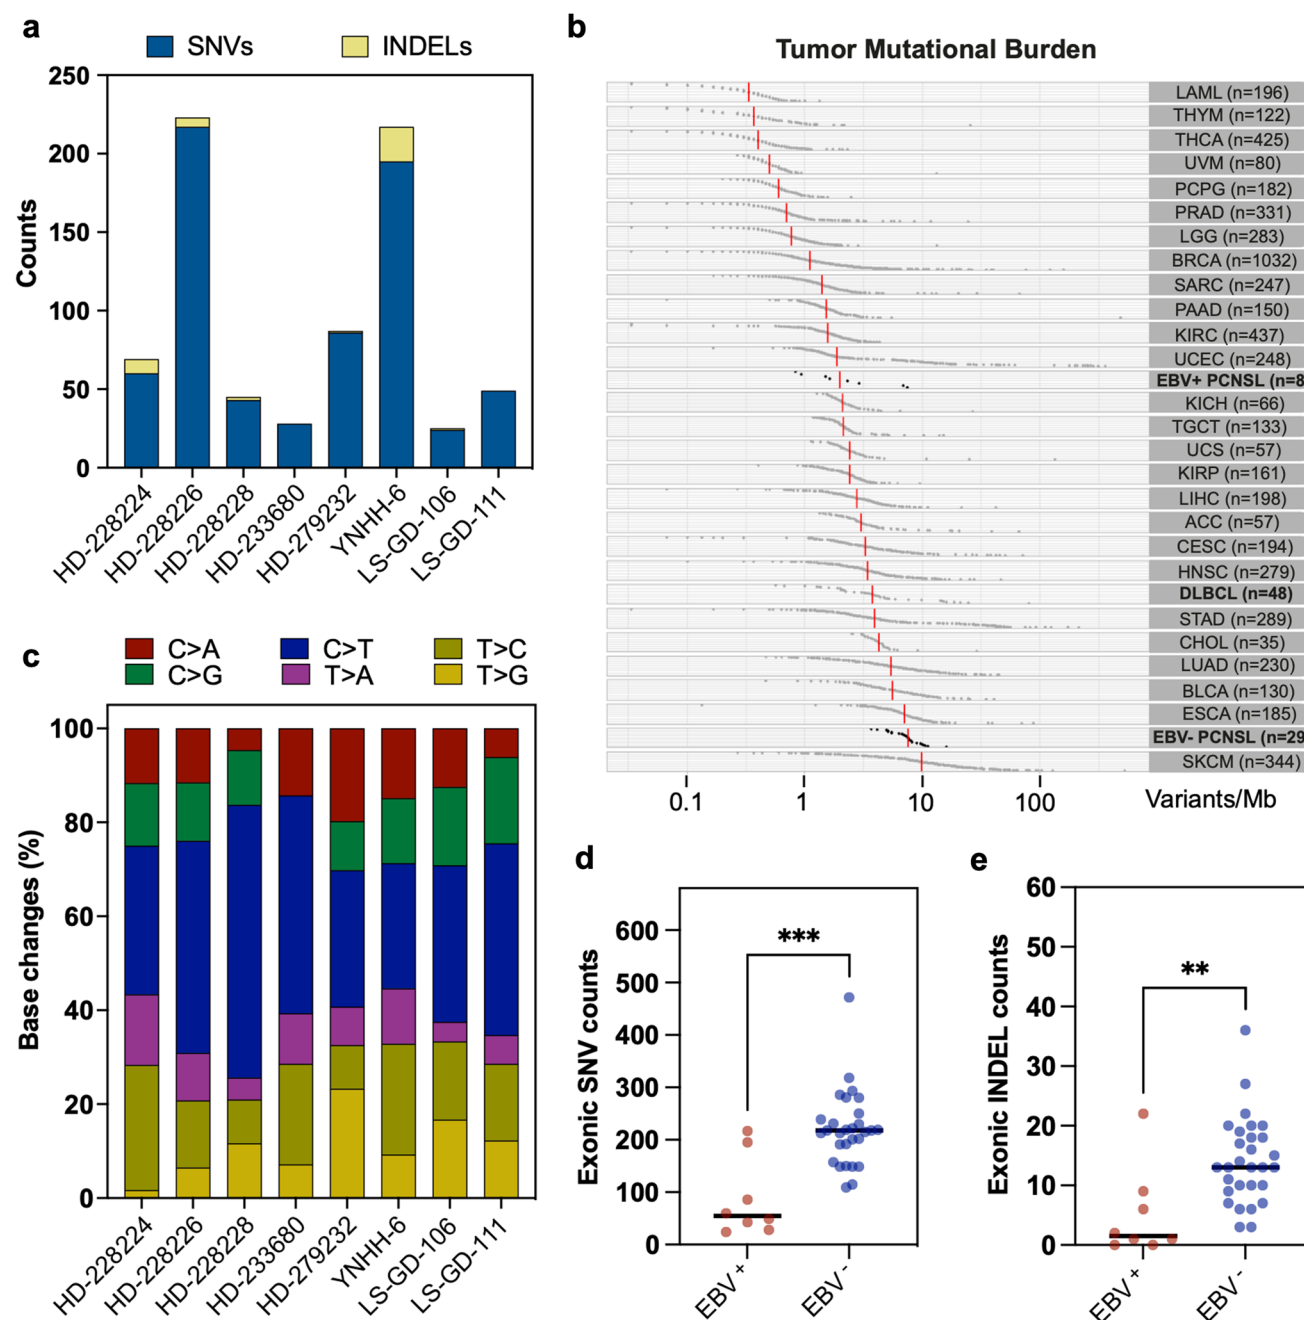 a
SNVs
INDELs
250
200
150
100
50
0
Counts
HD-228224
HD-228226
HD-228228
HD-233680
HD-279232
YNHH-6
LS-GD-106
LS-GD-111
b
Tumor Mutational Burden
LAML (n=196)
THYM (n=122)
THCA (n=425)
UVM (n=80)
PCPG (n=182)
PRAD (n=331)
LGG (n=283)
BRCA (n=1032)
SARC (n=247)
PAAD (n=150)
KIRC (n=437)
UCEC (n=248)
EBV+ PCNSL (n=8
KICH (n=66)
TGCT (n=133)
UCS (n=57)
KIRP (n=161)
LIHC (n=198)
ACC (n=57)
CESC (n=194)
HNSC (n=279)
DLBCL (n=48)
STAD (n=289)
CHOL (n=35)
LUAD (n=230)
BLCA (n=130)
ESCA (n=185)
EBV- PCNSL (n=29
SKCM (n=344)
0.1
1
10
100
Variants/Mb
c
C>A
C>T
T>C
C>G
T>A
T>G
100
80
60
40
20
0
Base changes (%)
HD-228224
HD-228226
HD-228228
HD-233680
HD-279232
YNHH-6
LS-GD-106
LS-GD-111
d
600
500
400
300
200
100
0
Exonic SNV counts
***
EBV +
EBV -
e
60
50
40
30
20
10
0
Exonic INDEL counts
**
EBV +
EBV -